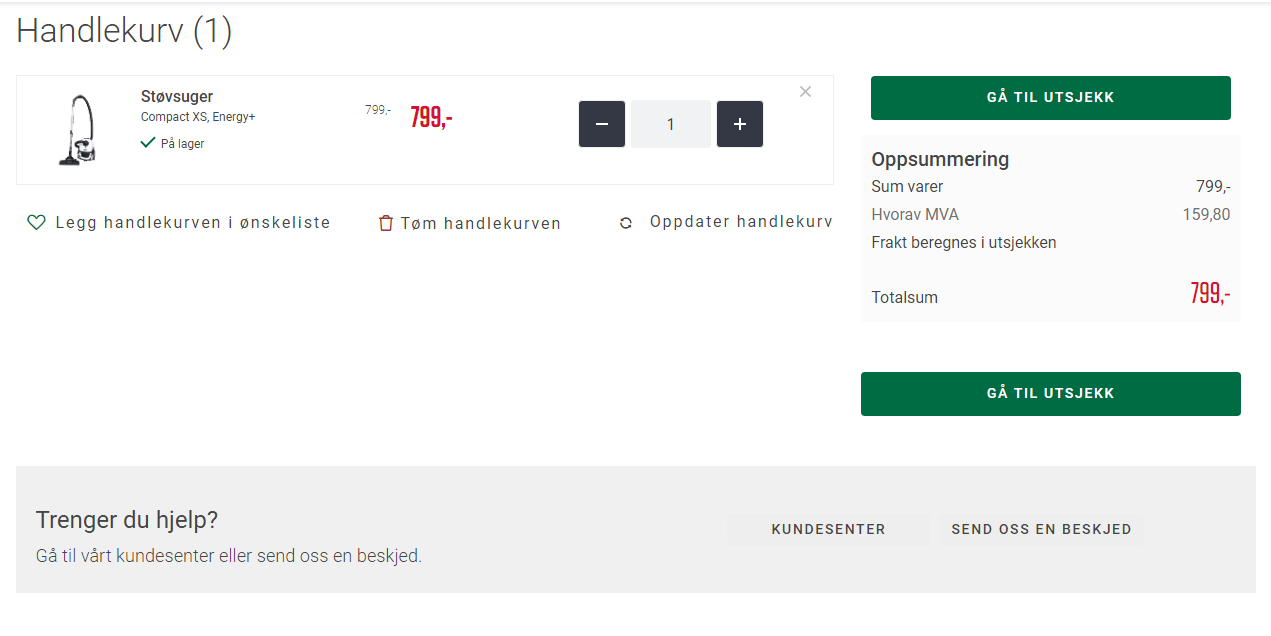 Handlekurv (1)
Støvsuger
Compact XS, Energy+
På lager
799,- 799,-
− 1 +
Legg handlekurven i ønskeliste
Tøm handlekurven
Oppdater handlekurv
GÅ TIL UTSJEKK
Oppsummering
Sum varer 799,-
Hvorav MVA 159,80
Frakt beregnes i utsjekken
Totalsum 799,-
GÅ TIL UTSJEKK
Trenger du hjelp?
Gå til vårt kundesenter eller send oss en beskjed.
KUNDESENTER
SEND OSS EN BESKJED